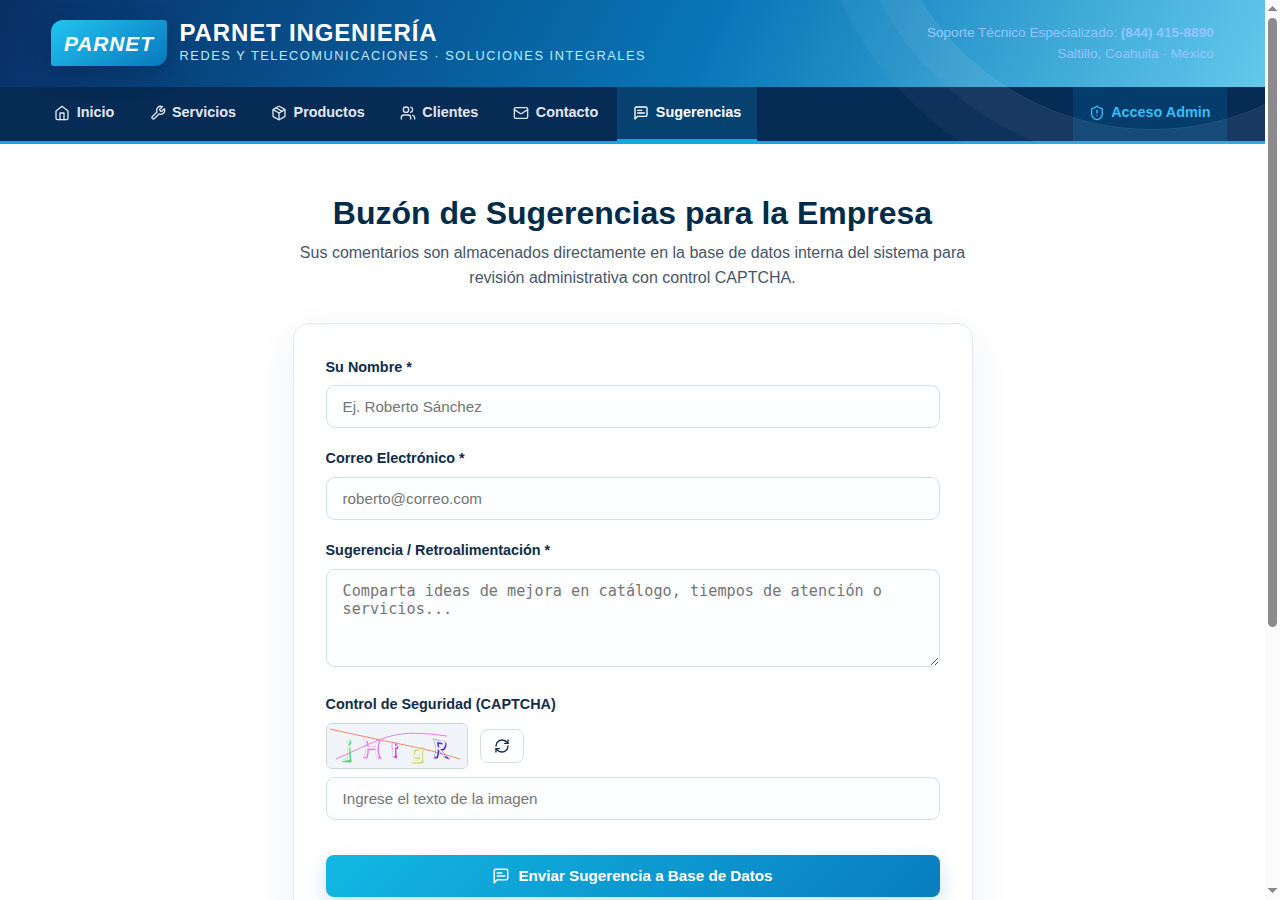 PARNET
PARNET INGENIERÍA
REDES Y TELECOMUNICACIONES · SOLUCIONES INTEGRALES
Soporte Técnico Especializado: (844) 415-8890
Saltillo, Coahuila · México
Inicio
Servicios
Productos
Clientes
Contacto
Sugerencias
Acceso Admin
Buzón de Sugerencias para la Empresa
Sus comentarios son almacenados directamente en la base de datos interna del sistema para
revisión administrativa con control CAPTCHA.
Su Nombre *
Ej. Roberto Sánchez
Correo Electrónico *
roberto@correo.com
Sugerencia / Retroalimentación *
Comparta ideas de mejora en catálogo, tiempos de atención o
servicios...
Control de Seguridad (CAPTCHA)
Ingrese el texto de la imagen
Enviar Sugerencia a Base de Datos